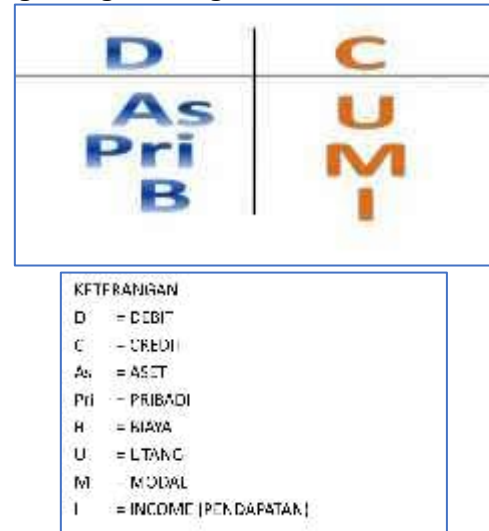 D C
As U
Pri M
B I
KETERANGAN
D = DEBIT
C = CREDIT
As = ASET
Pri = PRIBADI
B = BIAYA
U = UTANG
M = MODAL
I = INCOME (PENDAPATAN)